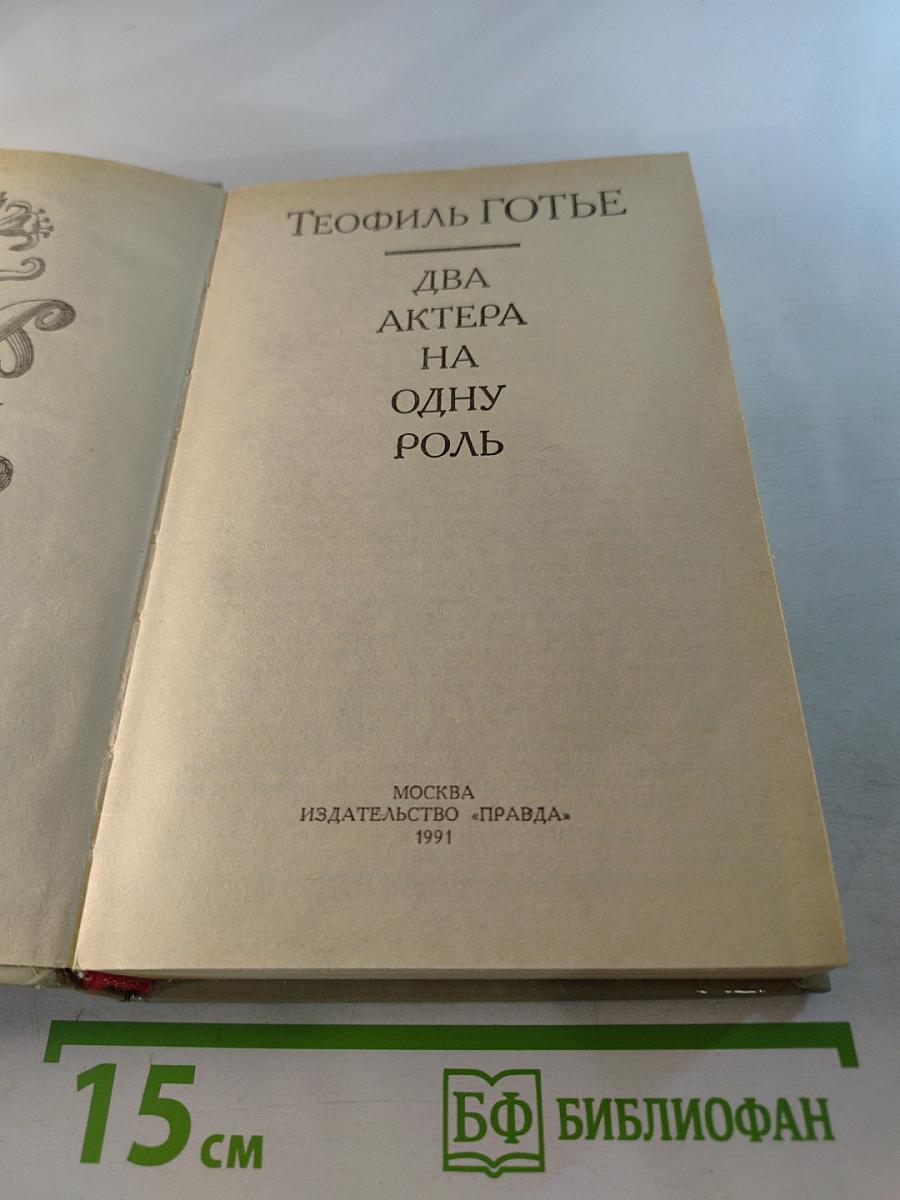 Теофиль ГОТЬЕ
ДВА
АКТЕРА
НА
ОДНУ
РОЛЬ
МОСКВА
ИЗДАТЕЛЬСТВО «ПРАВДА»
1991
15 см
БФ БИБЛИОФАН